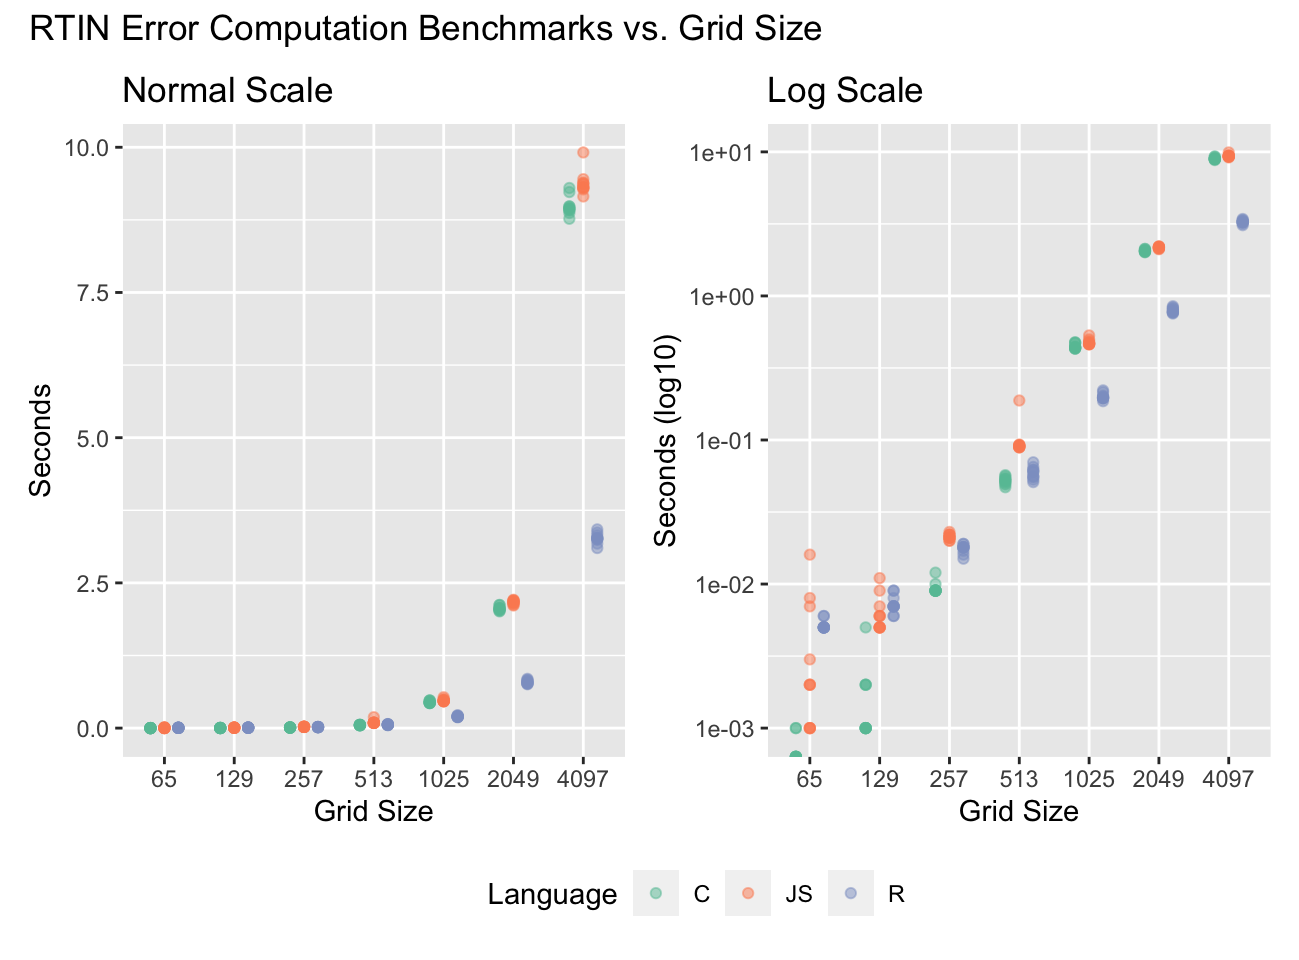 RTIN Error Computation Benchmarks vs. Grid Size
Normal Scale
Seconds
10.0
7.5
5.0
2.5
0.0
65 129 257 513 1025 2049 4097
Grid Size
Log Scale
Seconds (log10)
1e+01
1e+00
1e-01
1e-02
1e-03
65 129 257 513 1025 2049 4097
Grid Size
Language C JS R